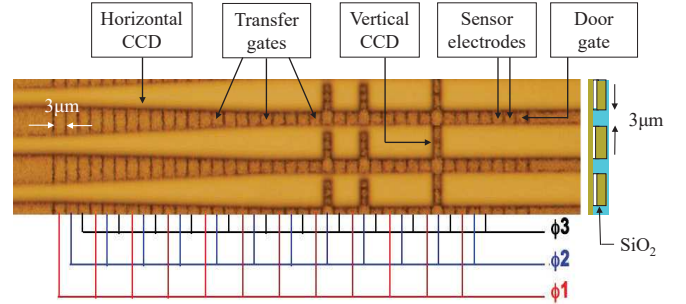 Horizontal
CCD
Transfer
gates
Vertical
CCD
Sensor
electrodes
Door
gate
3μm
3μm
ϕ3
ϕ2
SiO2
ϕ1